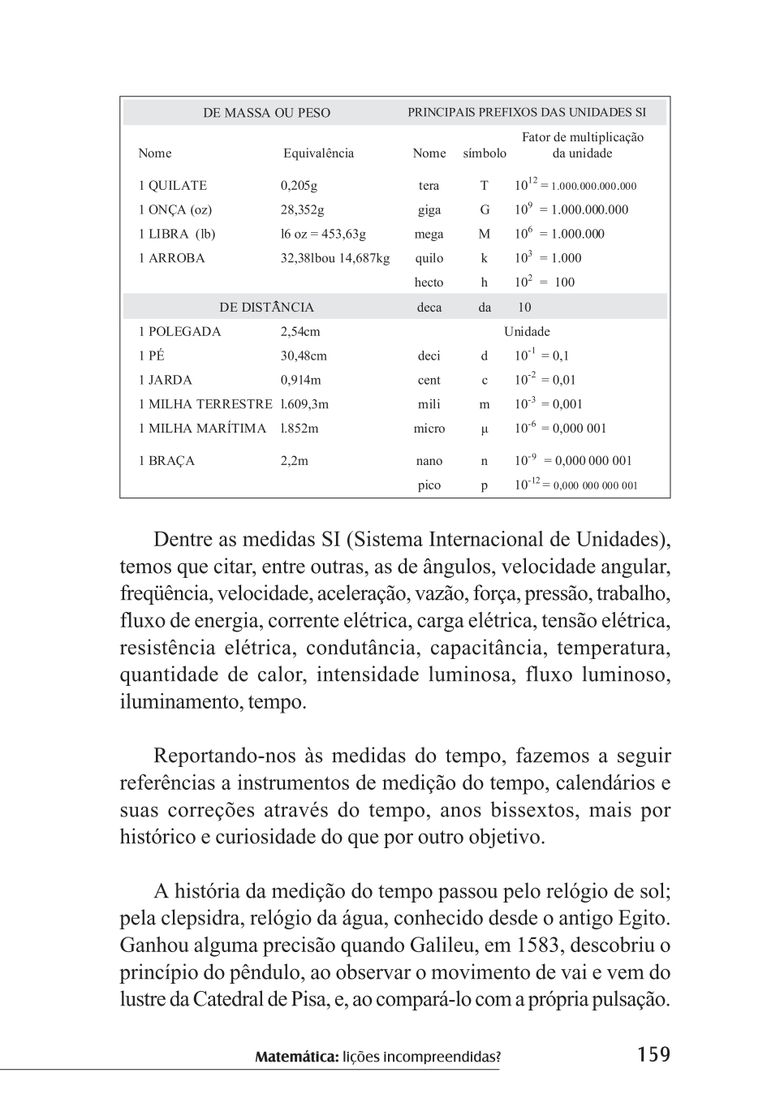 DE MASSA OU PESO PRINCIPAIS PREFIXOS DAS UNIDADES SI
Fator de multiplicação
Nome Equivalência Nome símbolo da unidade
1 QUILATE 0,205g tera T 10¹² = 1.000.000.000.000
1 ONÇA (oz) 28,352g giga G 10⁹ = 1.000.000.000
1 LIBRA (lb) l6 oz = 453,63g mega M 10⁶ = 1.000.000
1 ARROBA 32,38lbou 14,687kg quilo k 10³ = 1.000
hecto h 10² = 100
DE DISTÂNCIA deca da 10
1 POLEGADA 2,54cm Unidade
1 PÉ 30,48cm deci d 10⁻¹ = 0,1
1 JARDA 0,914m cent c 10⁻² = 0,01
1 MILHA TERRESTRE l.609,3m mili m 10⁻³ = 0,001
1 MILHA MARÍTIMA l.852m micro µ 10⁻⁶ = 0,000 001
1 BRAÇA 2,2m nano n 10⁻⁹ = 0,000 000 001
pico p 10⁻¹² = 0,000 000 000 001
Dentre as medidas SI (Sistema Internacional de Unidades),
temos que citar, entre outras, as de ângulos, velocidade angular,
freqüência, velocidade, aceleração, vazão, força, pressão, trabalho,
fluxo de energia, corrente elétrica, carga elétrica, tensão elétrica,
resistência elétrica, condutância, capacitância, temperatura,
quantidade de calor, intensidade luminosa, fluxo luminoso,
iluminamento, tempo.
Reportando-nos às medidas do tempo, fazemos a seguir
referências a instrumentos de medição do tempo, calendários e
suas correções através do tempo, anos bissextos, mais por
histórico e curiosidade do que por outro objetivo.
A história da medição do tempo passou pelo relógio de sol;
pela clepsidra, relógio da água, conhecido desde o antigo Egito.
Ganhou alguma precisão quando Galileu, em 1583, descobriu o
princípio do pêndulo, ao observar o movimento de vai e vem do
lustre da Catedral de Pisa, e, ao compará-lo com a própria pulsação.
Matemática: lições incompreendidas? 159